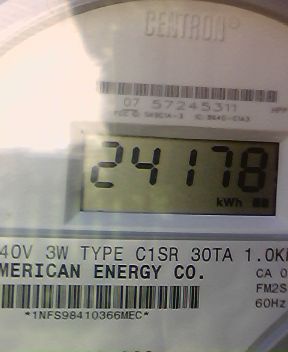 CENTRON®
07 57245311
24178
kWh
40V 3W TYPE C1SR 30TA 1.0K
MERICAN ENERGY CO.
CA 0
FM2S
60Hz
*1NFS98410366MEC*